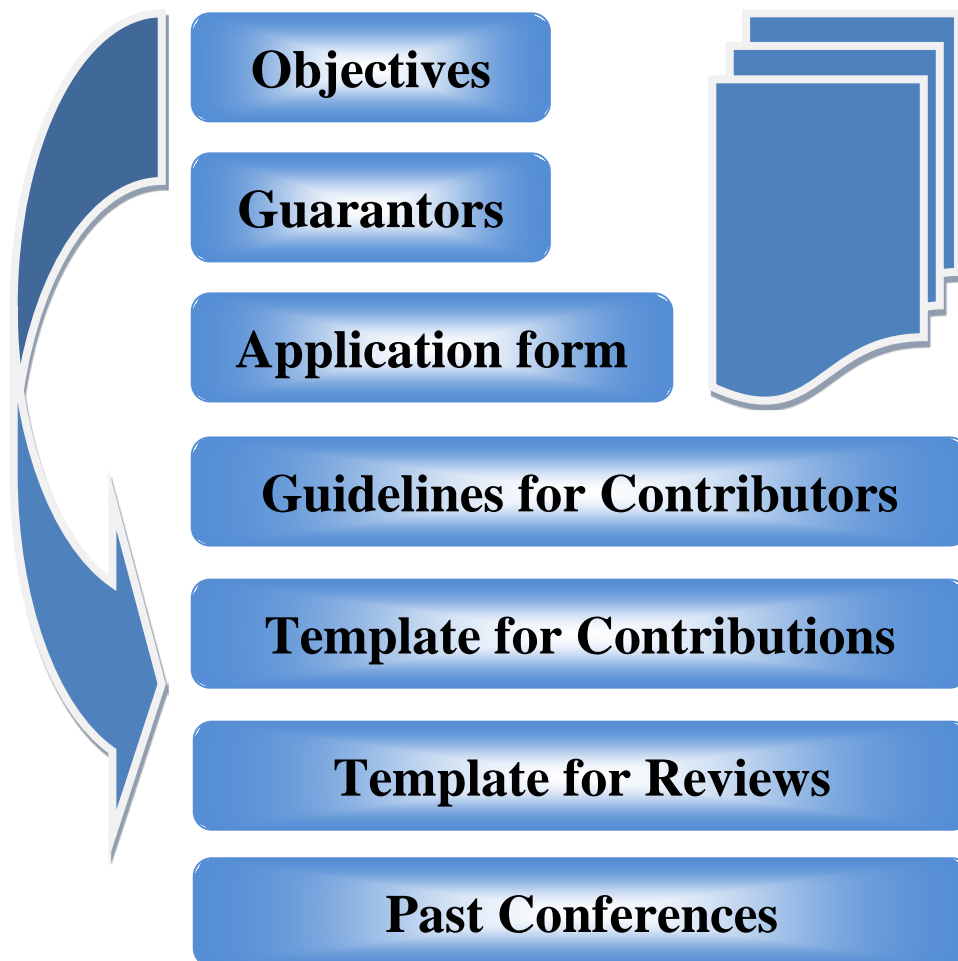 Objectives
Guarantors
Application form
Guidelines for Contributors
Template for Contributions
Template for Reviews
Past Conferences